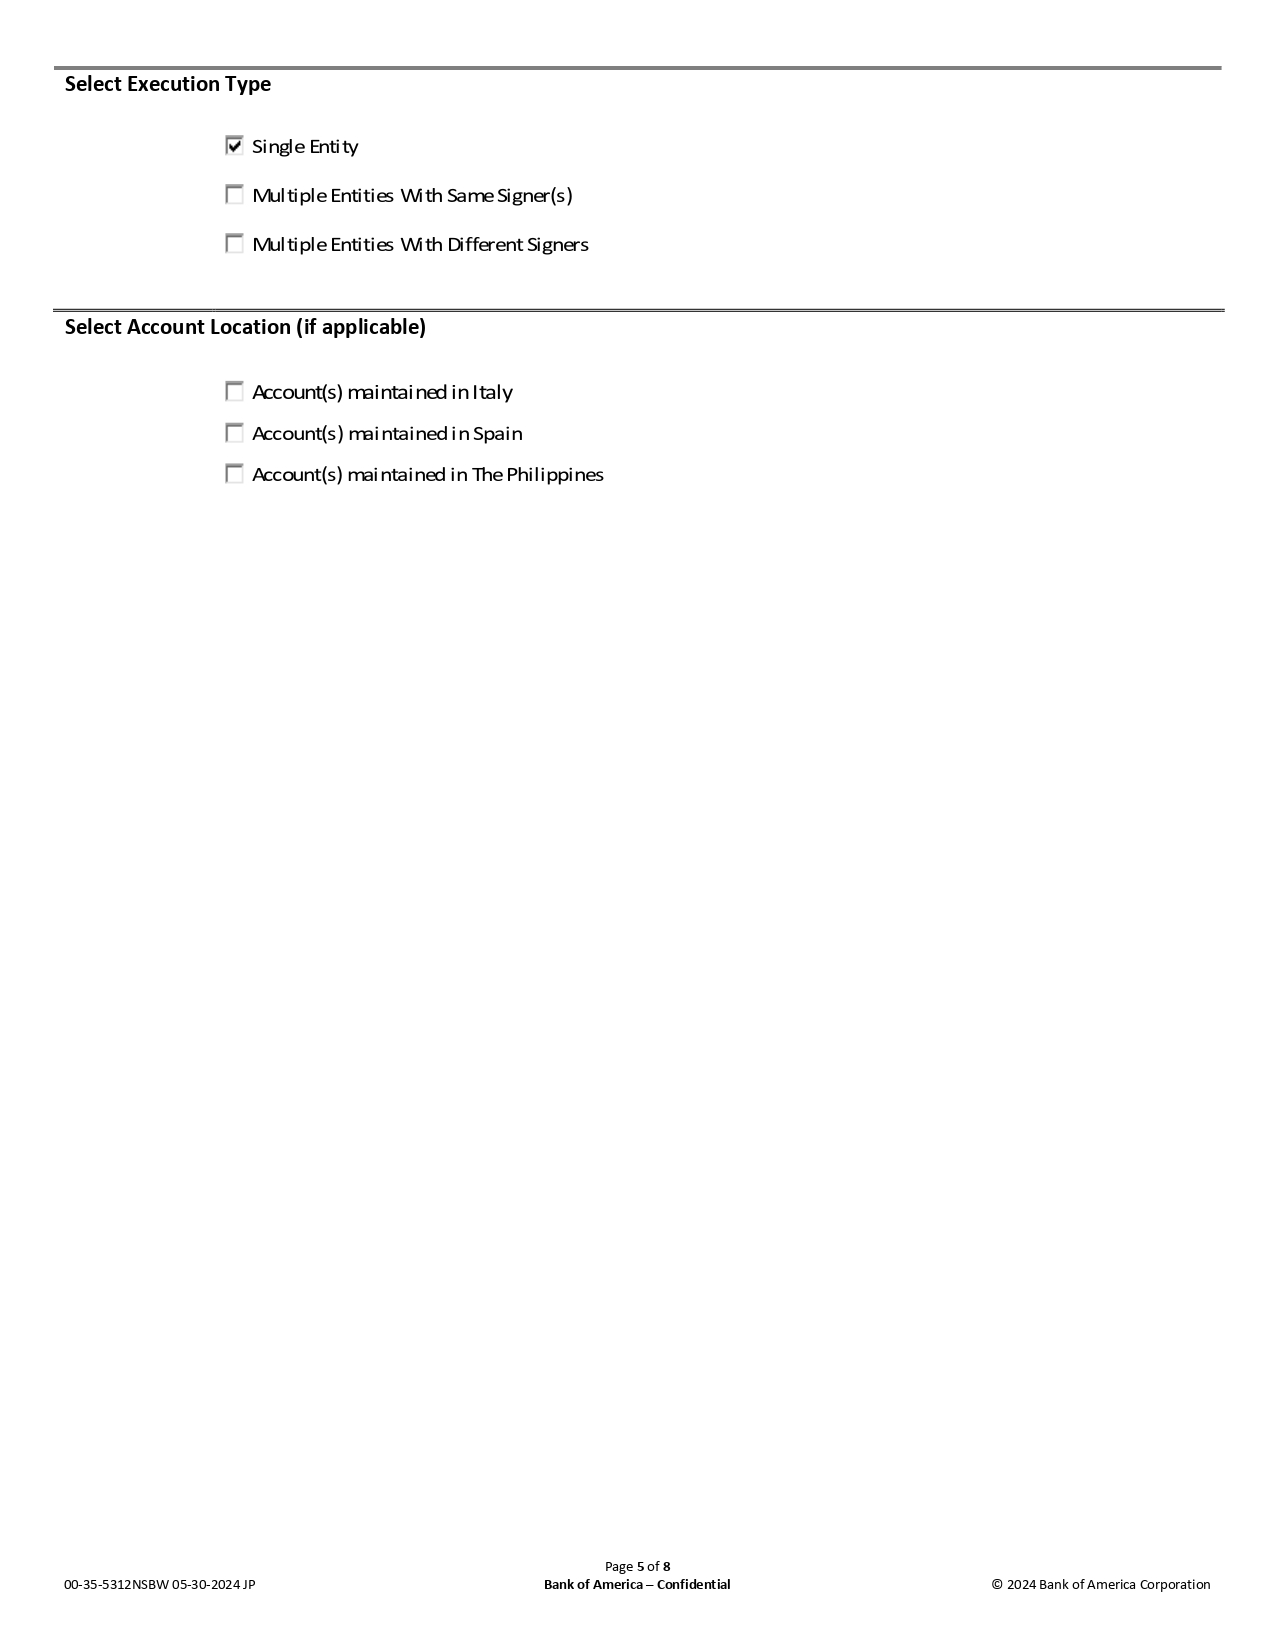 Select Execution Type
Single Entity
Multiple Entities With Same Signer(s)
Multiple Entities With Different Signers
Select Account Location (if applicable)
Account(s) maintained in Italy
Account(s) maintained in Spain
Account(s) maintained in The Philippines
Page 5 of 8
00-35-5312NSBW 05-30-2024 JP
Bank of America – Confidential
© 2024 Bank of America Corporation